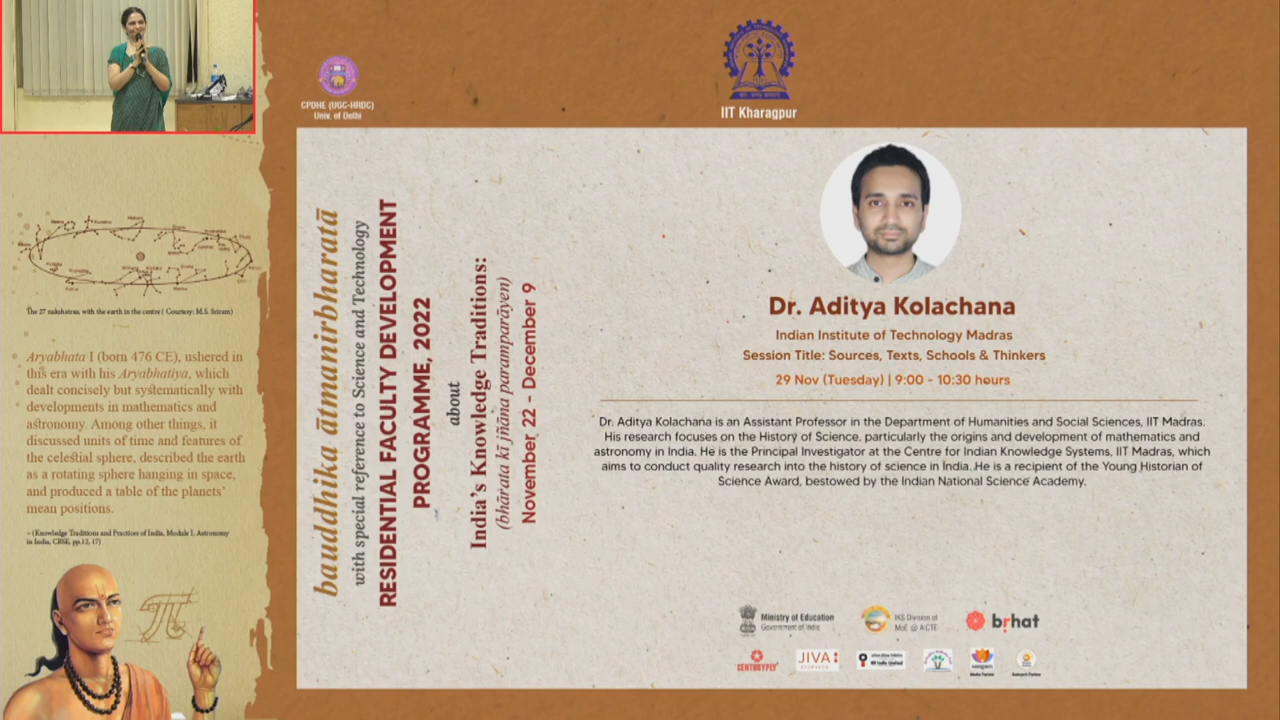 CPDHE (UGC-HRDC)
Univ. of Delhi
IIT Kharagpur
The 27 nakshatras, with the earth in the centre ( Courtesy: M.S. Sriram)
Aryabhata I (born 476 CE), ushered in
this era with his Aryabhatiya, which
dealt concisely but systematically with
developments in mathematics and
astronomy. Among other things, it
discussed units of time and features of
the celestial sphere, described the earth
as a rotating sphere hanging in space,
and produced a table of the planets'
mean positions.
~ (Knowledge Traditions and Practices of India, Module I, Astronomy
in India, CBSE, pp.12, 17)
bauddhika ātmanirbharatā
with special reference to Science and Technology
RESIDENTIAL FACULTY DEVELOPMENT
PROGRAMME, 2022
about
India's Knowledge Traditions:
(bhārata kī jñāna paramparāyen)
November 22 - December 9
Dr. Aditya Kolachana
Indian Institute of Technology Madras
Session Title: Sources, Texts, Schools & Thinkers
29 Nov (Tuesday) | 9:00 - 10:30 hours
Dr. Aditya Kolachana is an Assistant Professor in the Department of Humanities and Social Sciences, IIT Madras.
His research focuses on the History of Science, particularly the origins and development of mathematics and
astronomy in India. He is the Principal Investigator at the Centre for Indian Knowledge Systems, IIT Madras, which
aims to conduct quality research into the history of science in India. He is a recipient of the Young Historian of
Science Award, bestowed by the Indian National Science Academy.
Ministry of Education
Government of India
IKS Division of
MoE @ AICTE
bṛhat
CENTURYPLY
JIVA
AYURVEDA
sangam